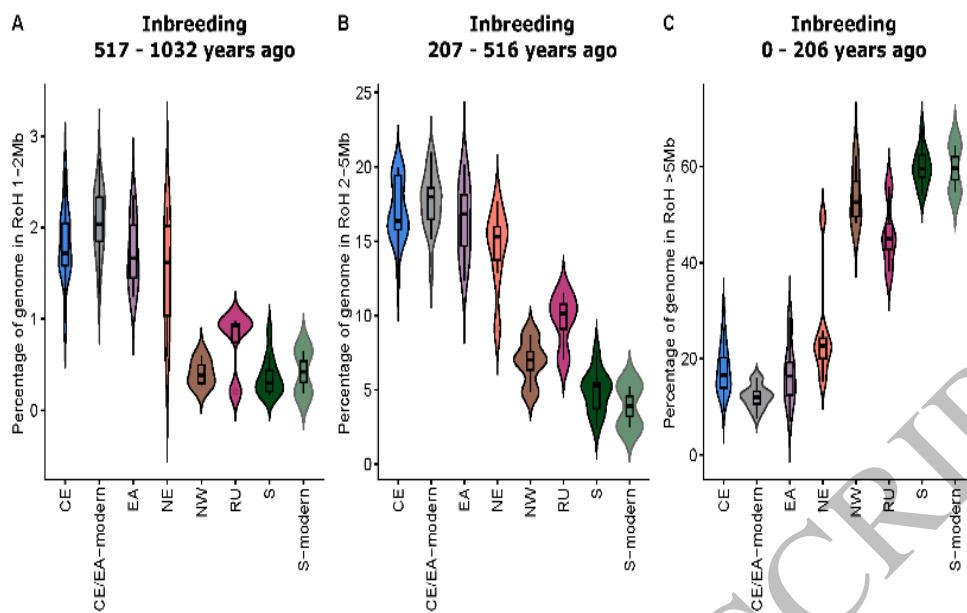 A
Inbreeding
517 - 1032 years ago
Percentage of genome in RoH 1-2Mb
3
2
1
0
CE
CE/EA-modern
EA
NE
NW
RU
S
S-modern
B
Inbreeding
207 - 516 years ago
Percentage of genome in RoH 2-5Mb
25
20
15
10
5
0
CE
CE/EA-modern
EA
NE
NW
RU
S
S-modern
C
Inbreeding
0 - 206 years ago
Percentage of genome in RoH >5Mb
60
40
20
0
CE
CE/EA-modern
EA
NE
NW
RU
S
S-modern
SCRIP